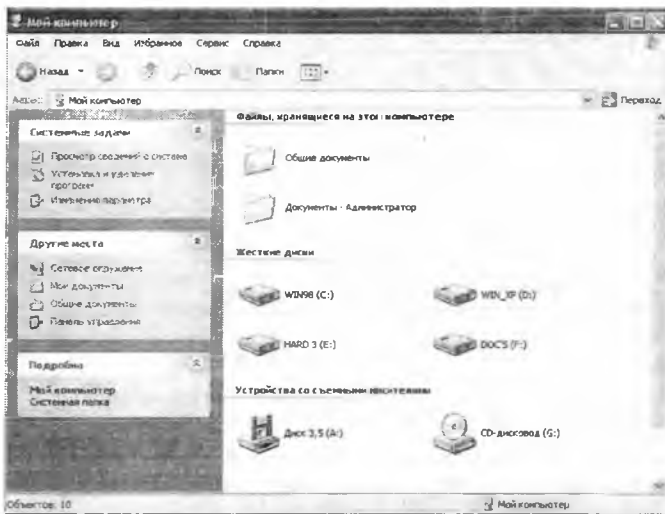 Мой компьютер
Файл Правка Вид Избранное Сервис Справка
Назад Поиск Папки
Адрес: Мой компьютер Переход
Системные задачи
Просмотр сведений о системе
Установка и удаление
программ
Изменение параметра
Другие места
Сетевое окружение
Мои документы
Общие документы
Панель управления
Подробно
Мой компьютер
Системная папка
Файлы, хранящиеся на этом компьютере
Общие документы
Документы - Администратор
Жесткие диски
WIN98 (C:) WIN_XP (D:)
HARD 3 (E:) DOC'S (F:)
Устройства со съемными носителями
Диск 3,5 (A:) CD-дисковод (G:)
Объектов: 10 Мой компьютер